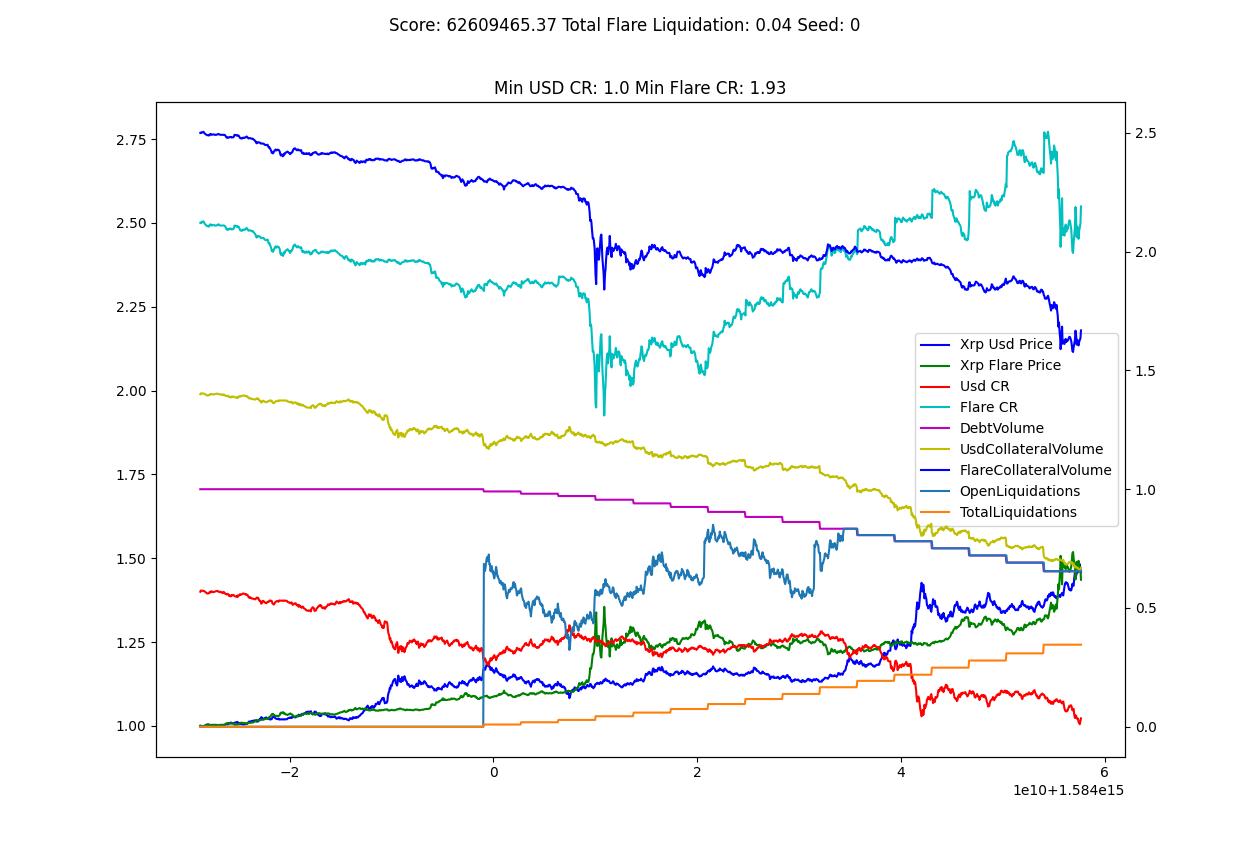 Score: 62609465.37 Total Flare Liquidation: 0.04 Seed: 0
Min USD CR: 1.0 Min Flare CR: 1.93
2.75
2.50
2.25
2.00
1.75
1.50
1.25
1.00
2.5
2.0
1.5
1.0
0.5
0.0
Xrp Usd Price
Xrp Flare Price
Usd CR
Flare CR
DebtVolume
UsdCollateralVolume
FlareCollateralVolume
OpenLiquidations
TotalLiquidations
−2 0 2 4 6
1e10+1.584e15